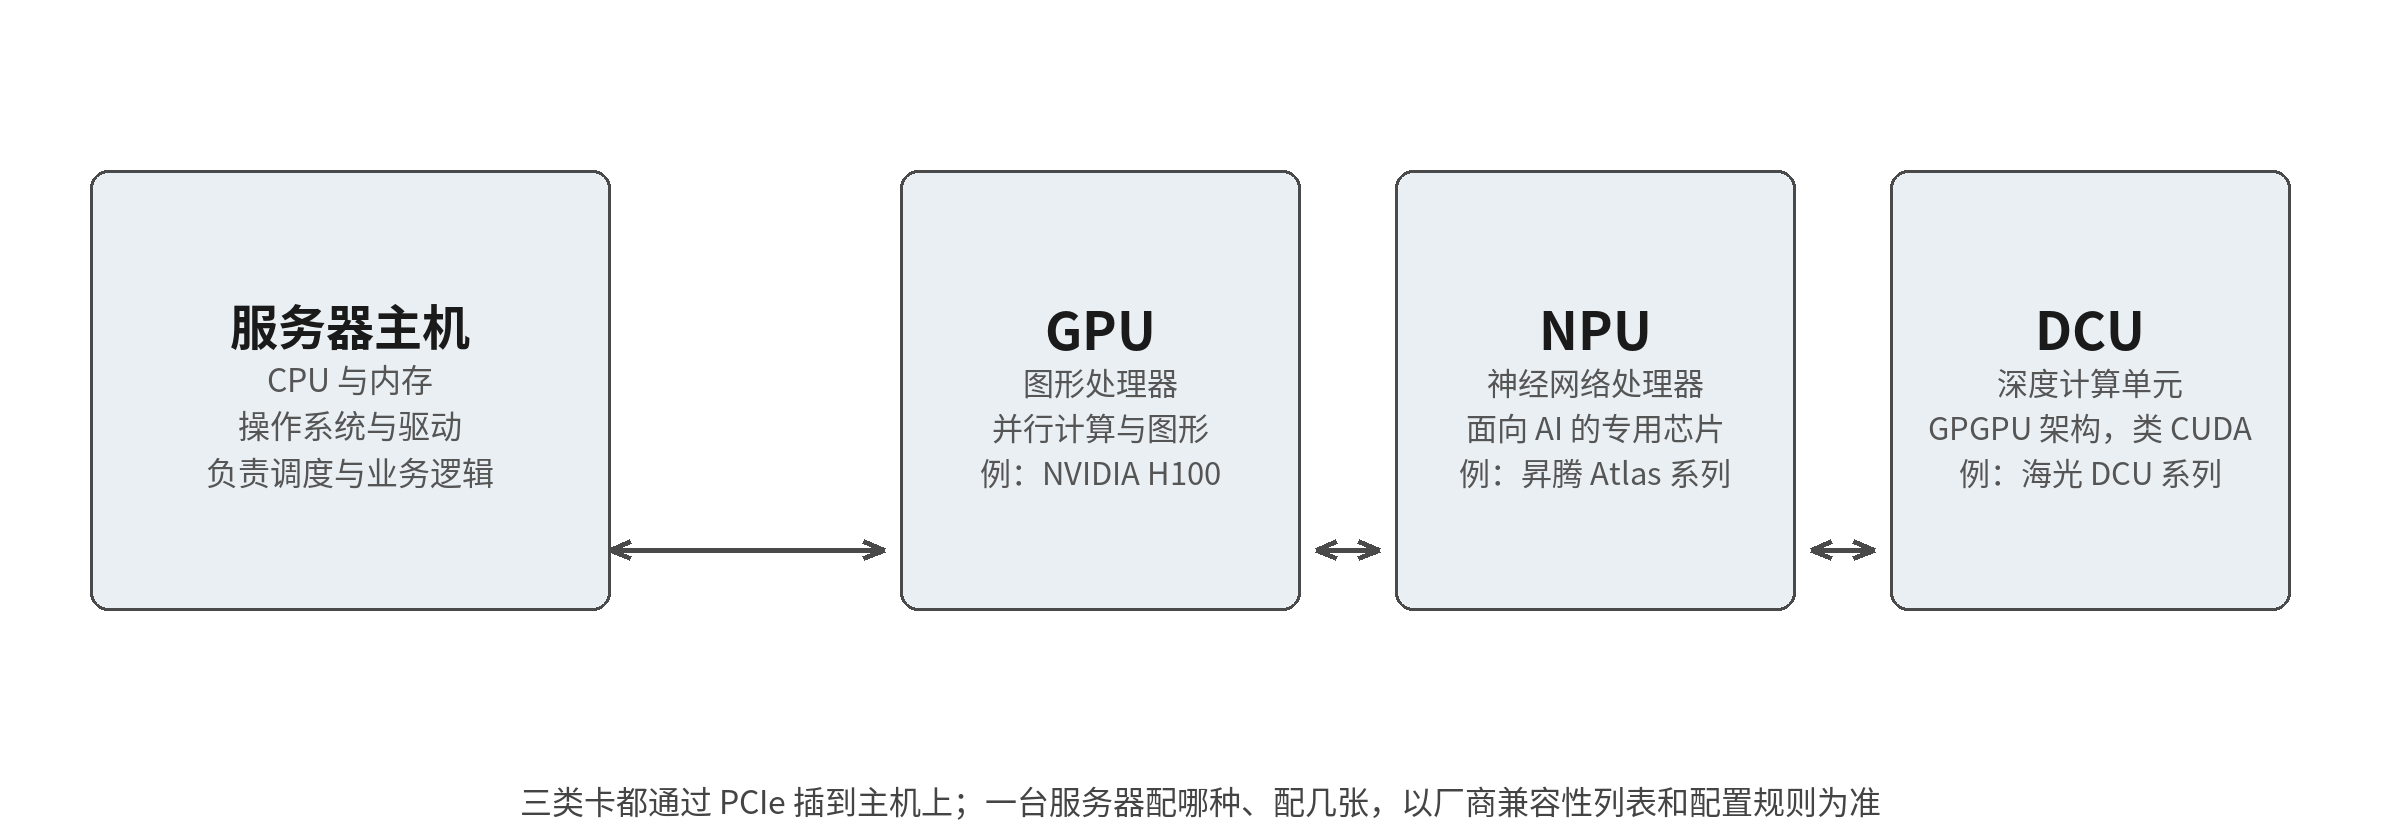 服务器主机
CPU 与内存
操作系统与驱动
负责调度与业务逻辑
GPU
图形处理器
并行计算与图形
例：NVIDIA H100
NPU
神经网络处理器
面向 AI 的专用芯片
例：昇腾 Atlas 系列
DCU
深度计算单元
GPGPU 架构，类 CUDA
例：海光 DCU 系列
三类卡都通过 PCIe 插到主机上；一台服务器配哪种、配几张，以厂商兼容性列表和配置规则为准